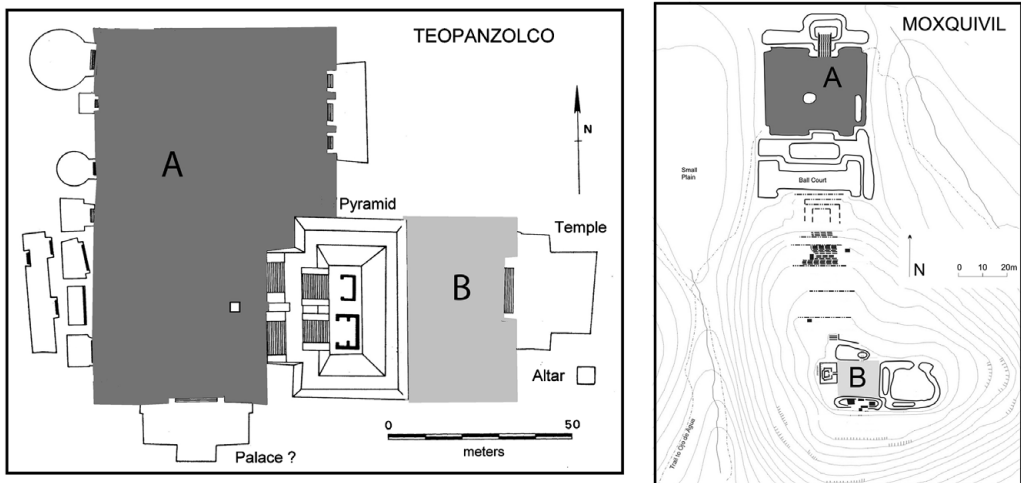 TEOPANZOLCO
A
N
Pyramid
Temple
B
Altar
0 50
meters
Palace ?
MOXQUIVIL
A
Small
Plain
Ball Court
N
0 10 20m
B
Trail to Ojo de Agua